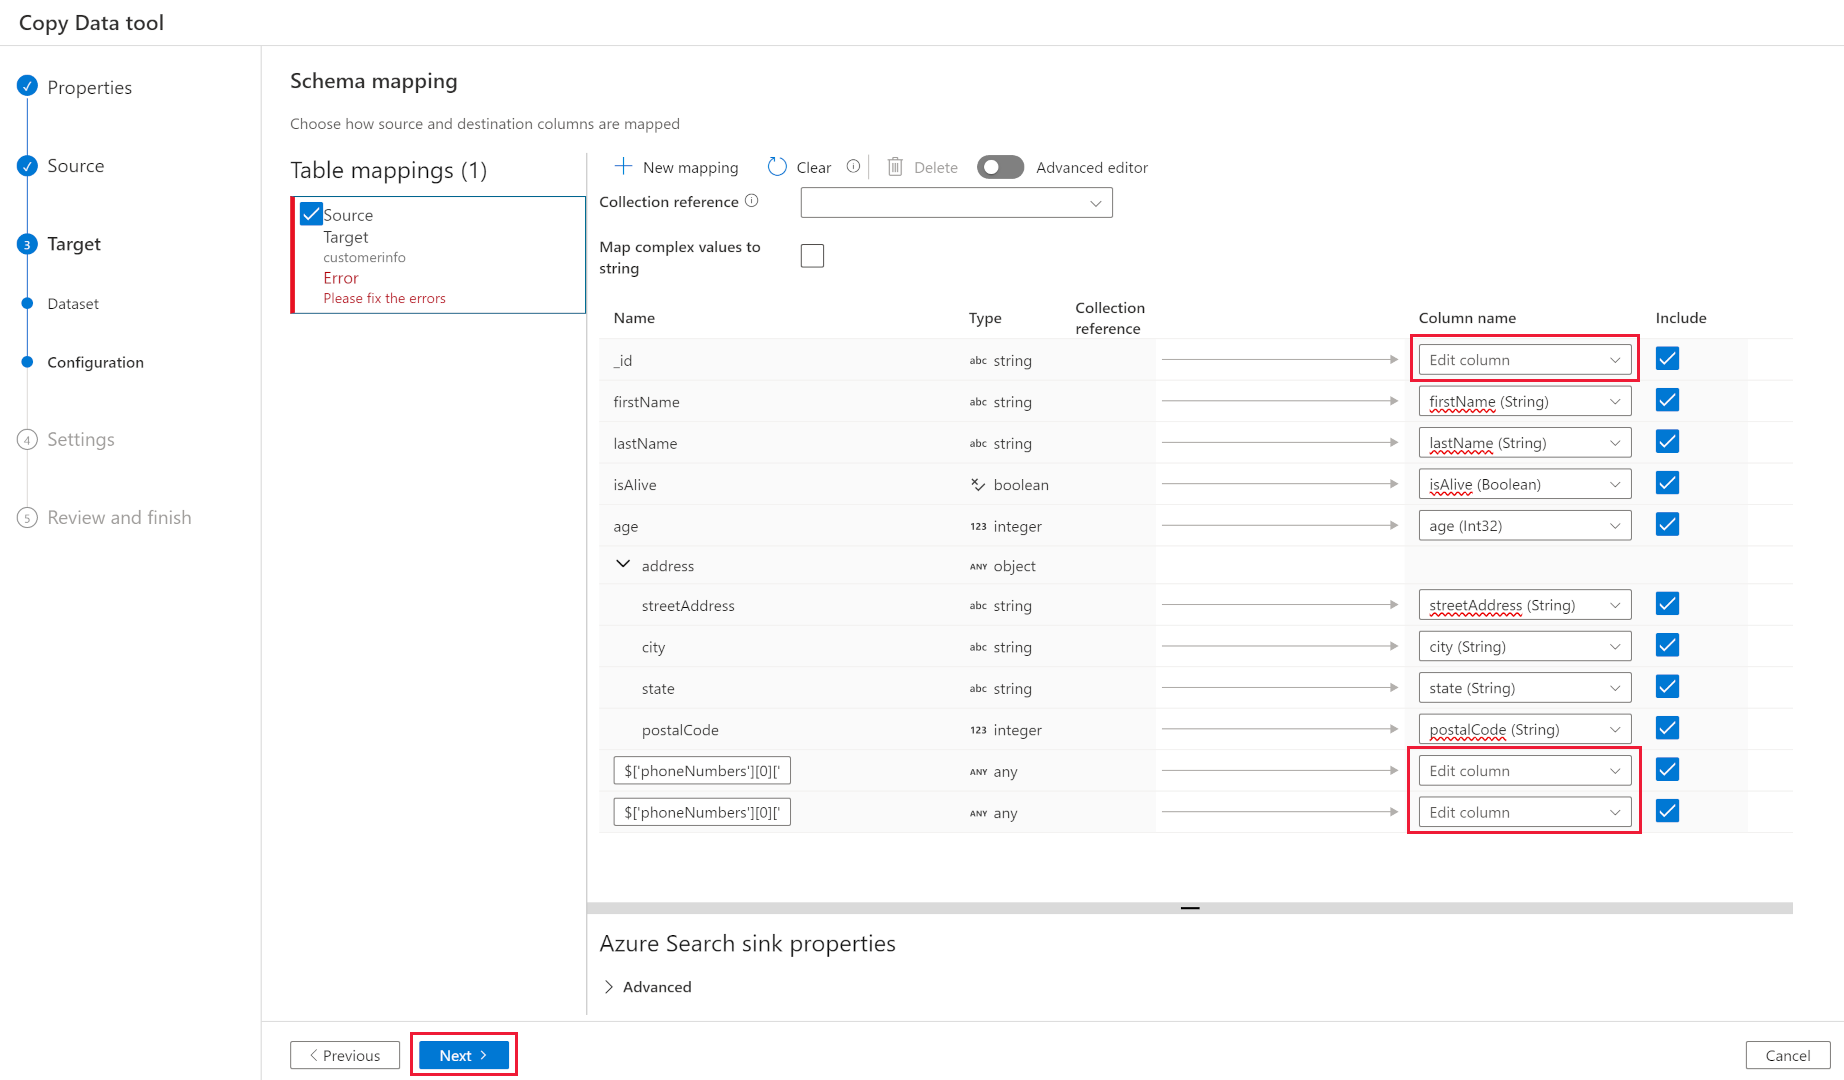 Copy Data tool
Properties
Source
3 Target
Dataset
Configuration
4 Settings
5 Review and finish
Schema mapping
Choose how source and destination columns are mapped
Table mappings (1)
Source
Target
customerinfo
Error
Please fix the errors
New mapping Clear Delete Advanced editor
Collection reference
Map complex values to
string
Name Type Collection reference Column name Include
_id abc string Edit column
firstName abc string firstName (String)
lastName abc string lastName (String)
isAlive boolean isAlive (Boolean)
age 123 integer age (Int32)
address ANY object
streetAddress abc string streetAddress (String)
city abc string city (String)
state abc string state (String)
postalCode 123 integer postalCode (String)
$['phoneNumbers'][0][' ANY any Edit column
$['phoneNumbers'][0][' ANY any Edit column
Azure Search sink properties
Advanced
Previous Next Cancel